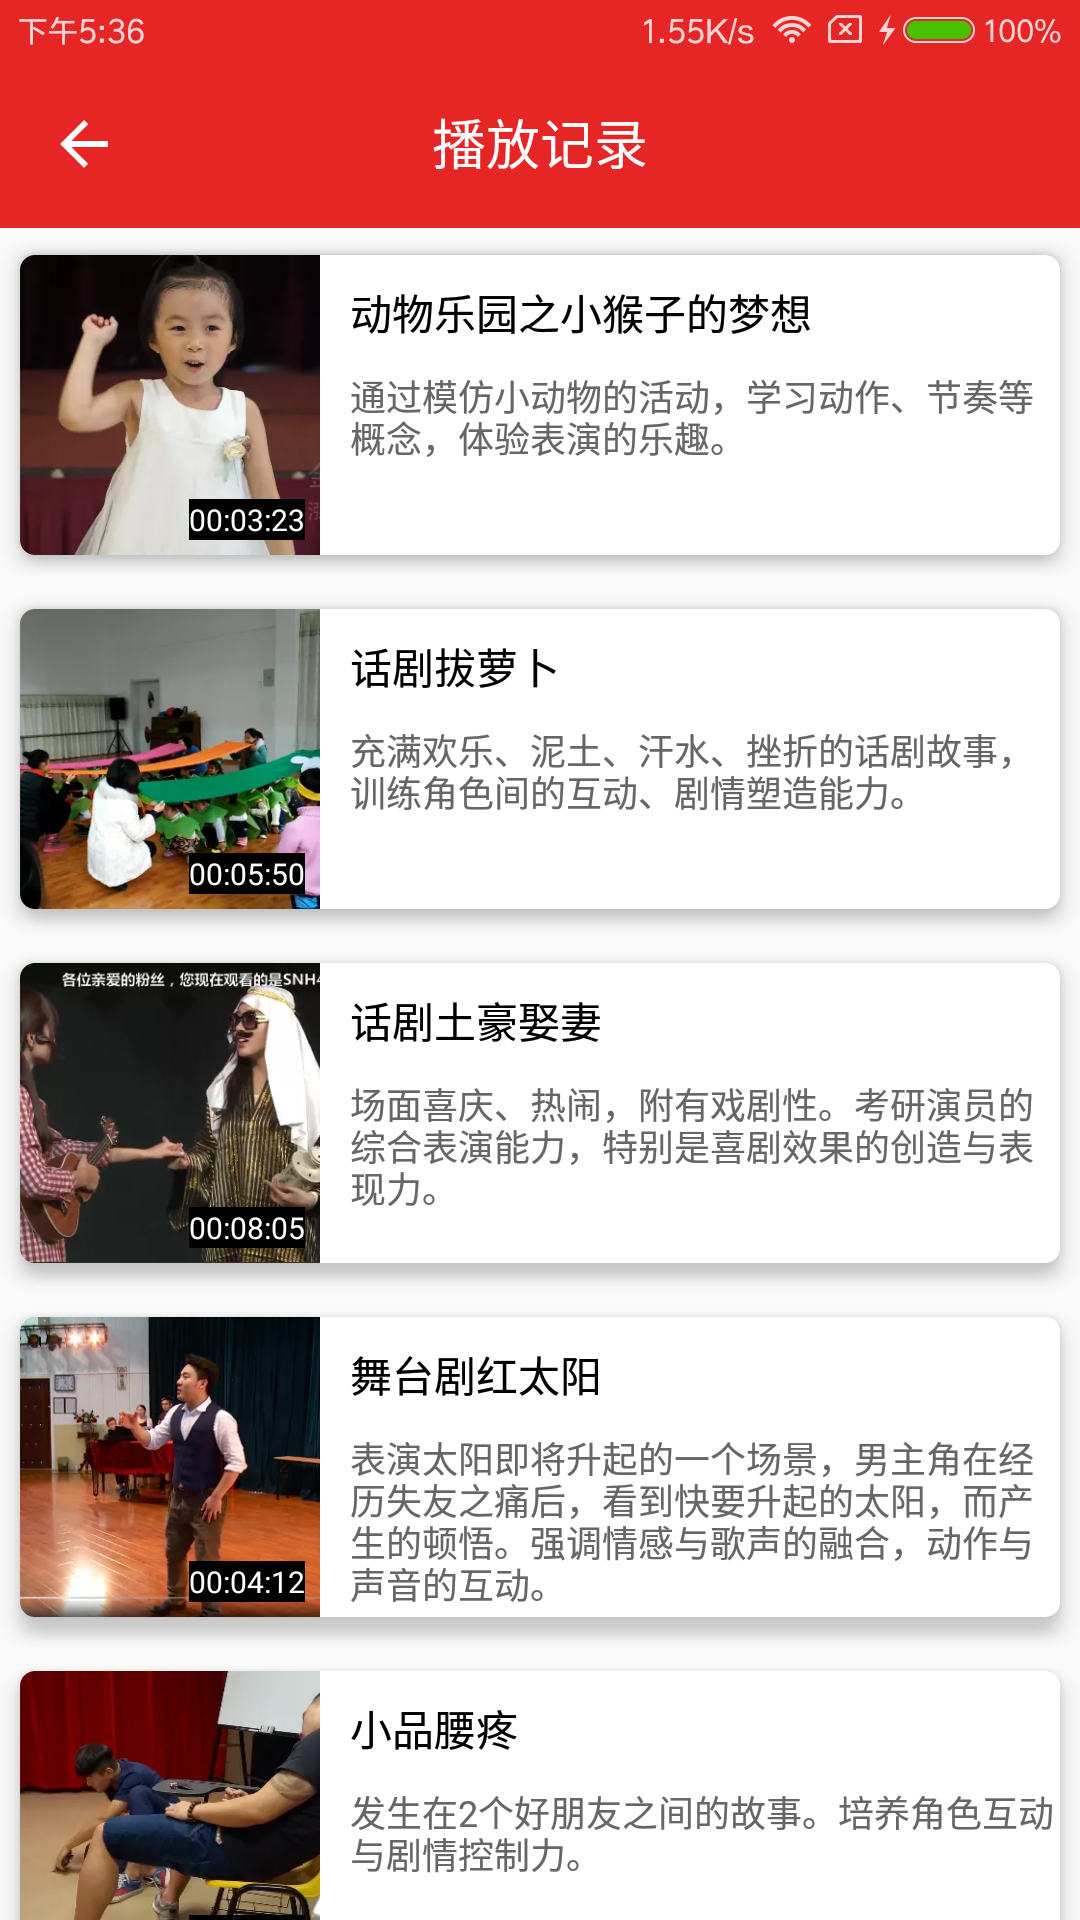 下午5:36
1.55K/s
100%
播放记录
动物乐园之小猴子的梦想
通过模仿小动物的活动，学习动作、节奏等
概念，体验表演的乐趣。
00:03:23
话剧拔萝卜
充满欢乐、泥土、汗水、挫折的话剧故事，
训练角色间的互动、剧情塑造能力。
00:05:50
各位亲爱的粉丝，您现在观看的是SNH4
话剧土豪娶妻
场面喜庆、热闹，附有戏剧性。考研演员的
综合表演能力，特别是喜剧效果的创造与表
现力。
00:08:05
舞台剧红太阳
表演太阳即将升起的一个场景，男主角在经
历失友之痛后，看到快要升起的太阳，而产
生的顿悟。强调情感与歌声的融合，动作与
声音的互动。
00:04:12
小品腰疼
发生在2个好朋友之间的故事。培养角色互动
与剧情控制力。